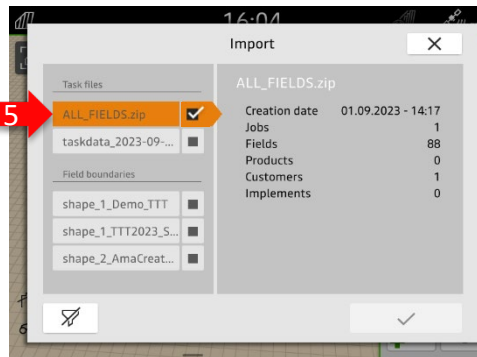 16:04
Import
Task files
ALL_FIELDS.zip
5
ALL_FIELDS.zip
taskdata_2023-09-...
Field boundaries
shape_1_Demo_TTT
shape_1_TTT2023_S...
shape_2_AmaCreat...
Creation date 01.09.2023 - 14:17
Jobs 1
Fields 88
Products 0
Customers 1
Implements 0